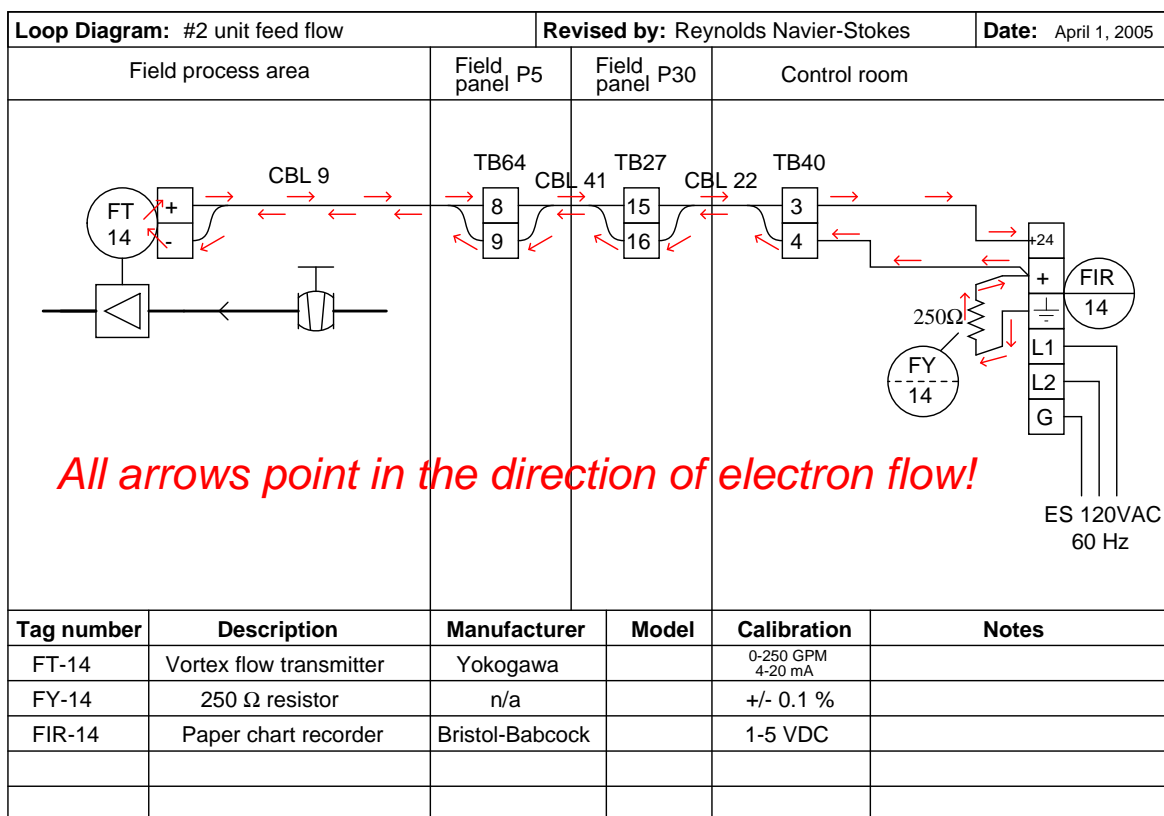 Loop Diagram: #2 unit feed flow Revised by: Reynolds Navier-Stokes Date: April 1, 2005
Field process area Field panel P5 Field panel P30 Control room
TB64 TB27 TB40
CBL 9 CBL 41 CBL 22
FT 14 + - 8 9 15 16 3 4
+24
+
FIR 14
250Ω
L1
FY 14
L2
G
All arrows point in the direction of electron flow!
ES 120VAC
60 Hz
Tag number Description Manufacturer Model Calibration Notes
FT-14 Vortex flow transmitter Yokogawa 0-250 GPM 4-20 mA
FY-14 250 Ω resistor n/a +/- 0.1 %
FIR-14 Paper chart recorder Bristol-Babcock 1-5 VDC